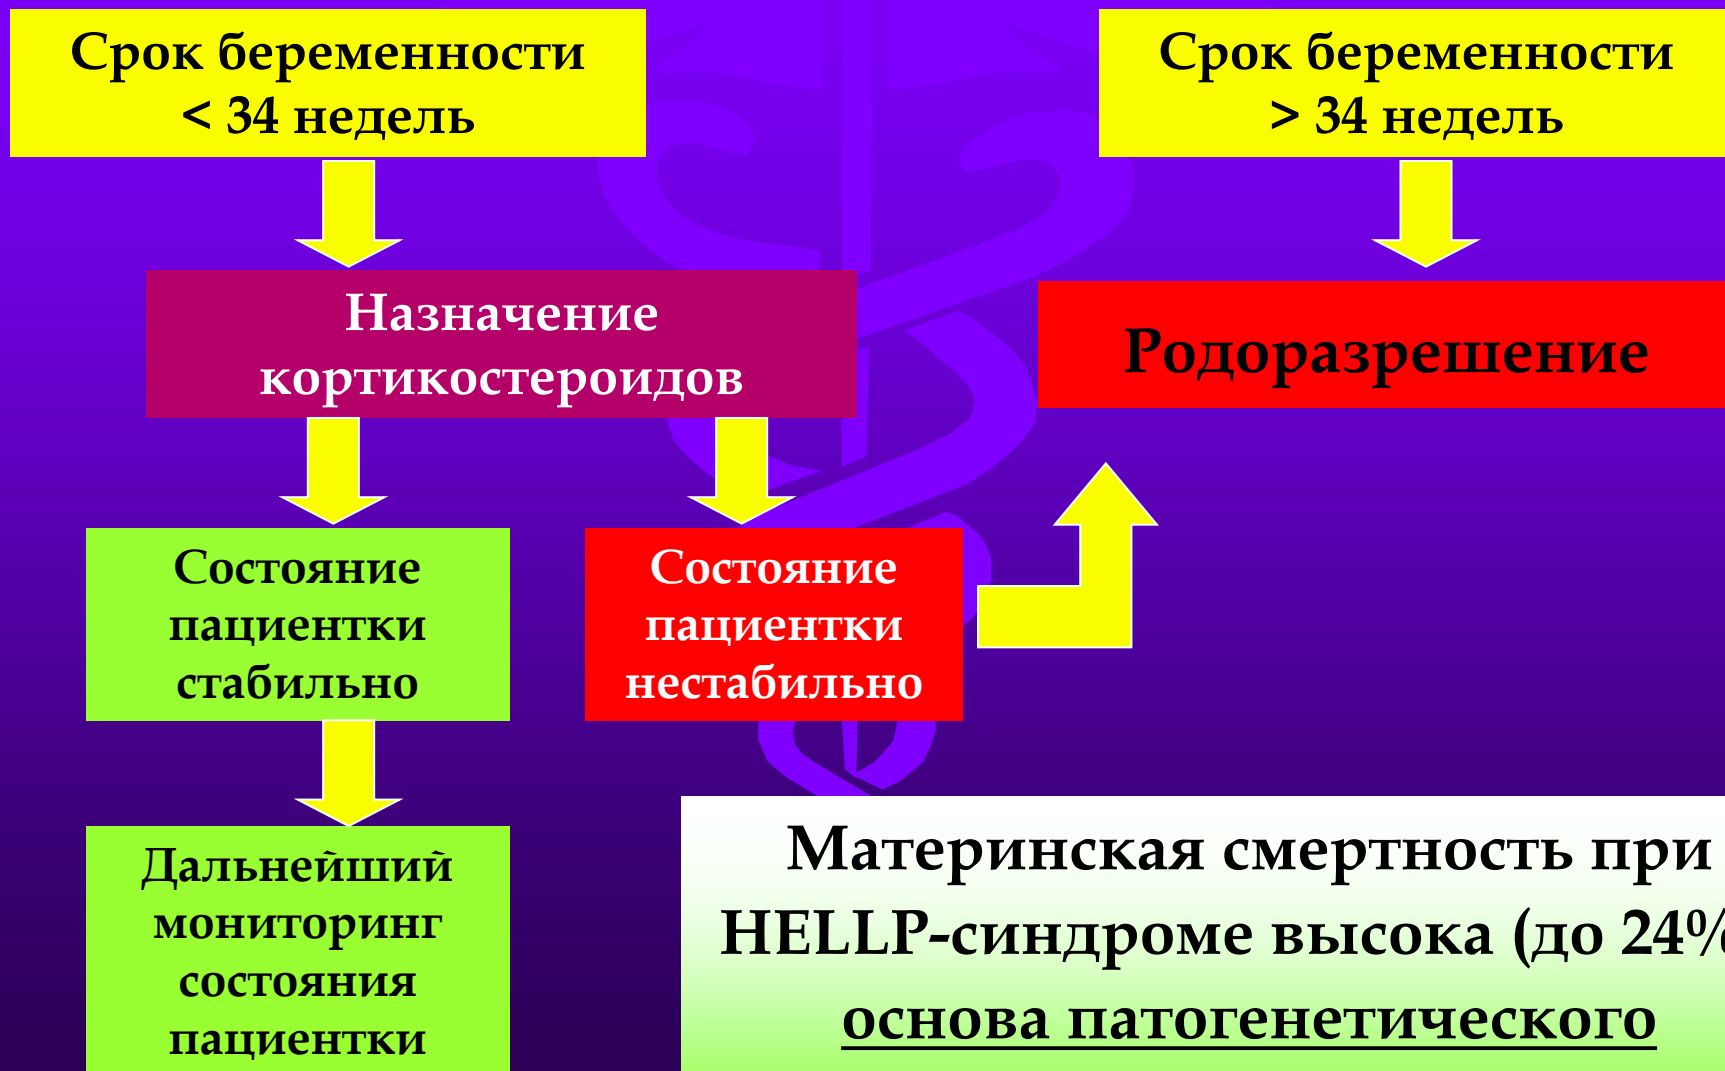 Срок беременности
< 34 недель
Срок беременности
> 34 недель
Назначение
кортикостероидов
Родоразрешение
Состояние
пациентки
стабильно
Состояние
пациентки
нестабильно
Дальнейший
мониторинг
состояния
пациентки
Материнская смертность при
HELLP-синдроме высока (до 24%
основа патогенетического